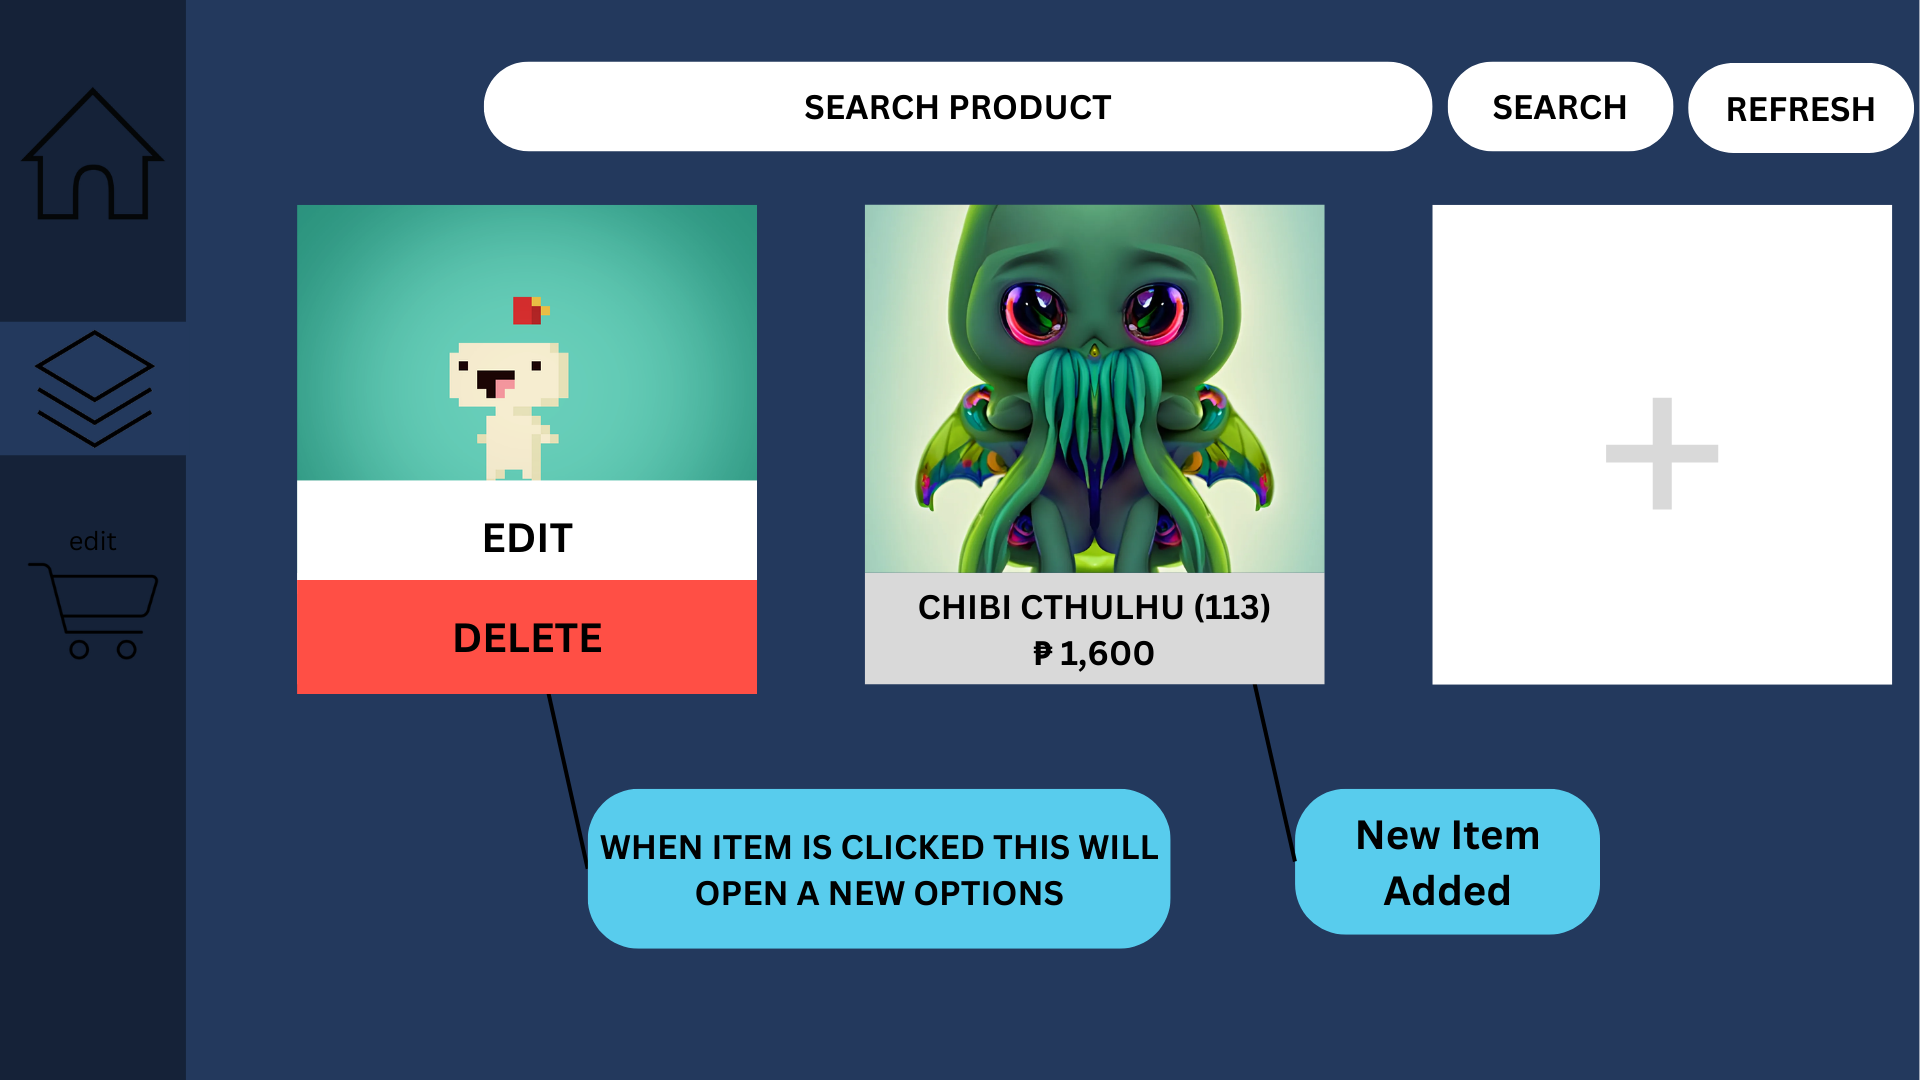 SEARCH PRODUCT
SEARCH
REFRESH
edit
EDIT
DELETE
CHIBI CTHULHU (113)
₱ 1,600
WHEN ITEM IS CLICKED THIS WILL
OPEN A NEW OPTIONS
New Item
Added